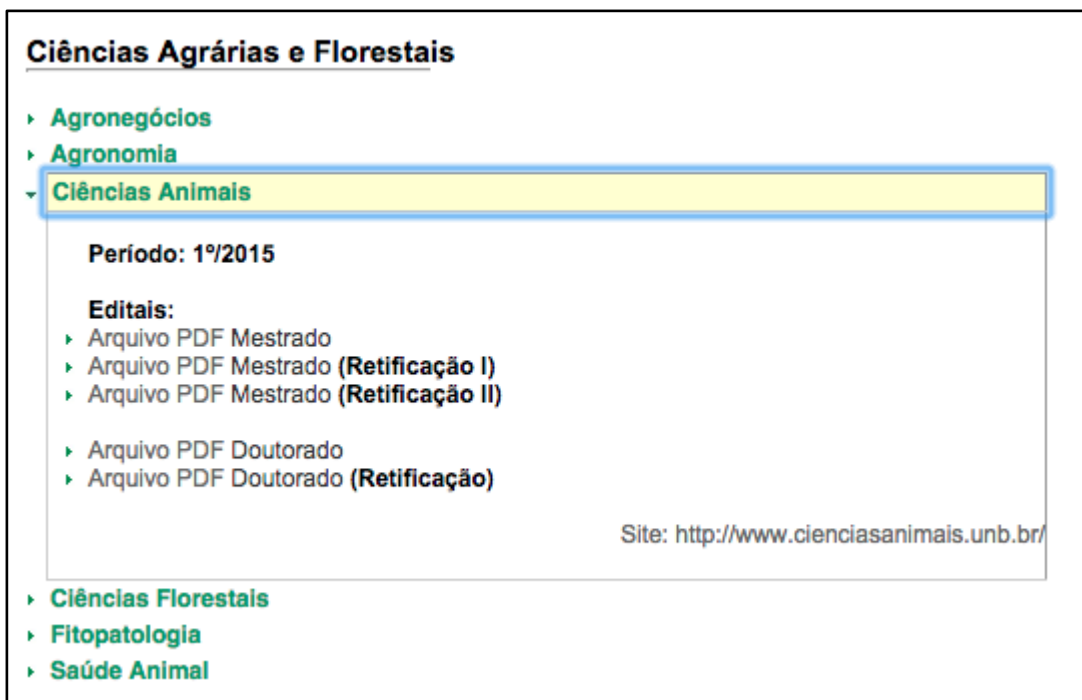 Ciências Agrárias e Florestais
Agronegócios
Agronomia
Ciências Animais
Período: 1º/2015
Editais:
Arquivo PDF Mestrado
Arquivo PDF Mestrado (Retificação I)
Arquivo PDF Mestrado (Retificação II)
Arquivo PDF Doutorado
Arquivo PDF Doutorado (Retificação)
Site: http://www.cienciasanimais.unb.br/
Ciências Florestais
Fitopatologia
Saúde Animal